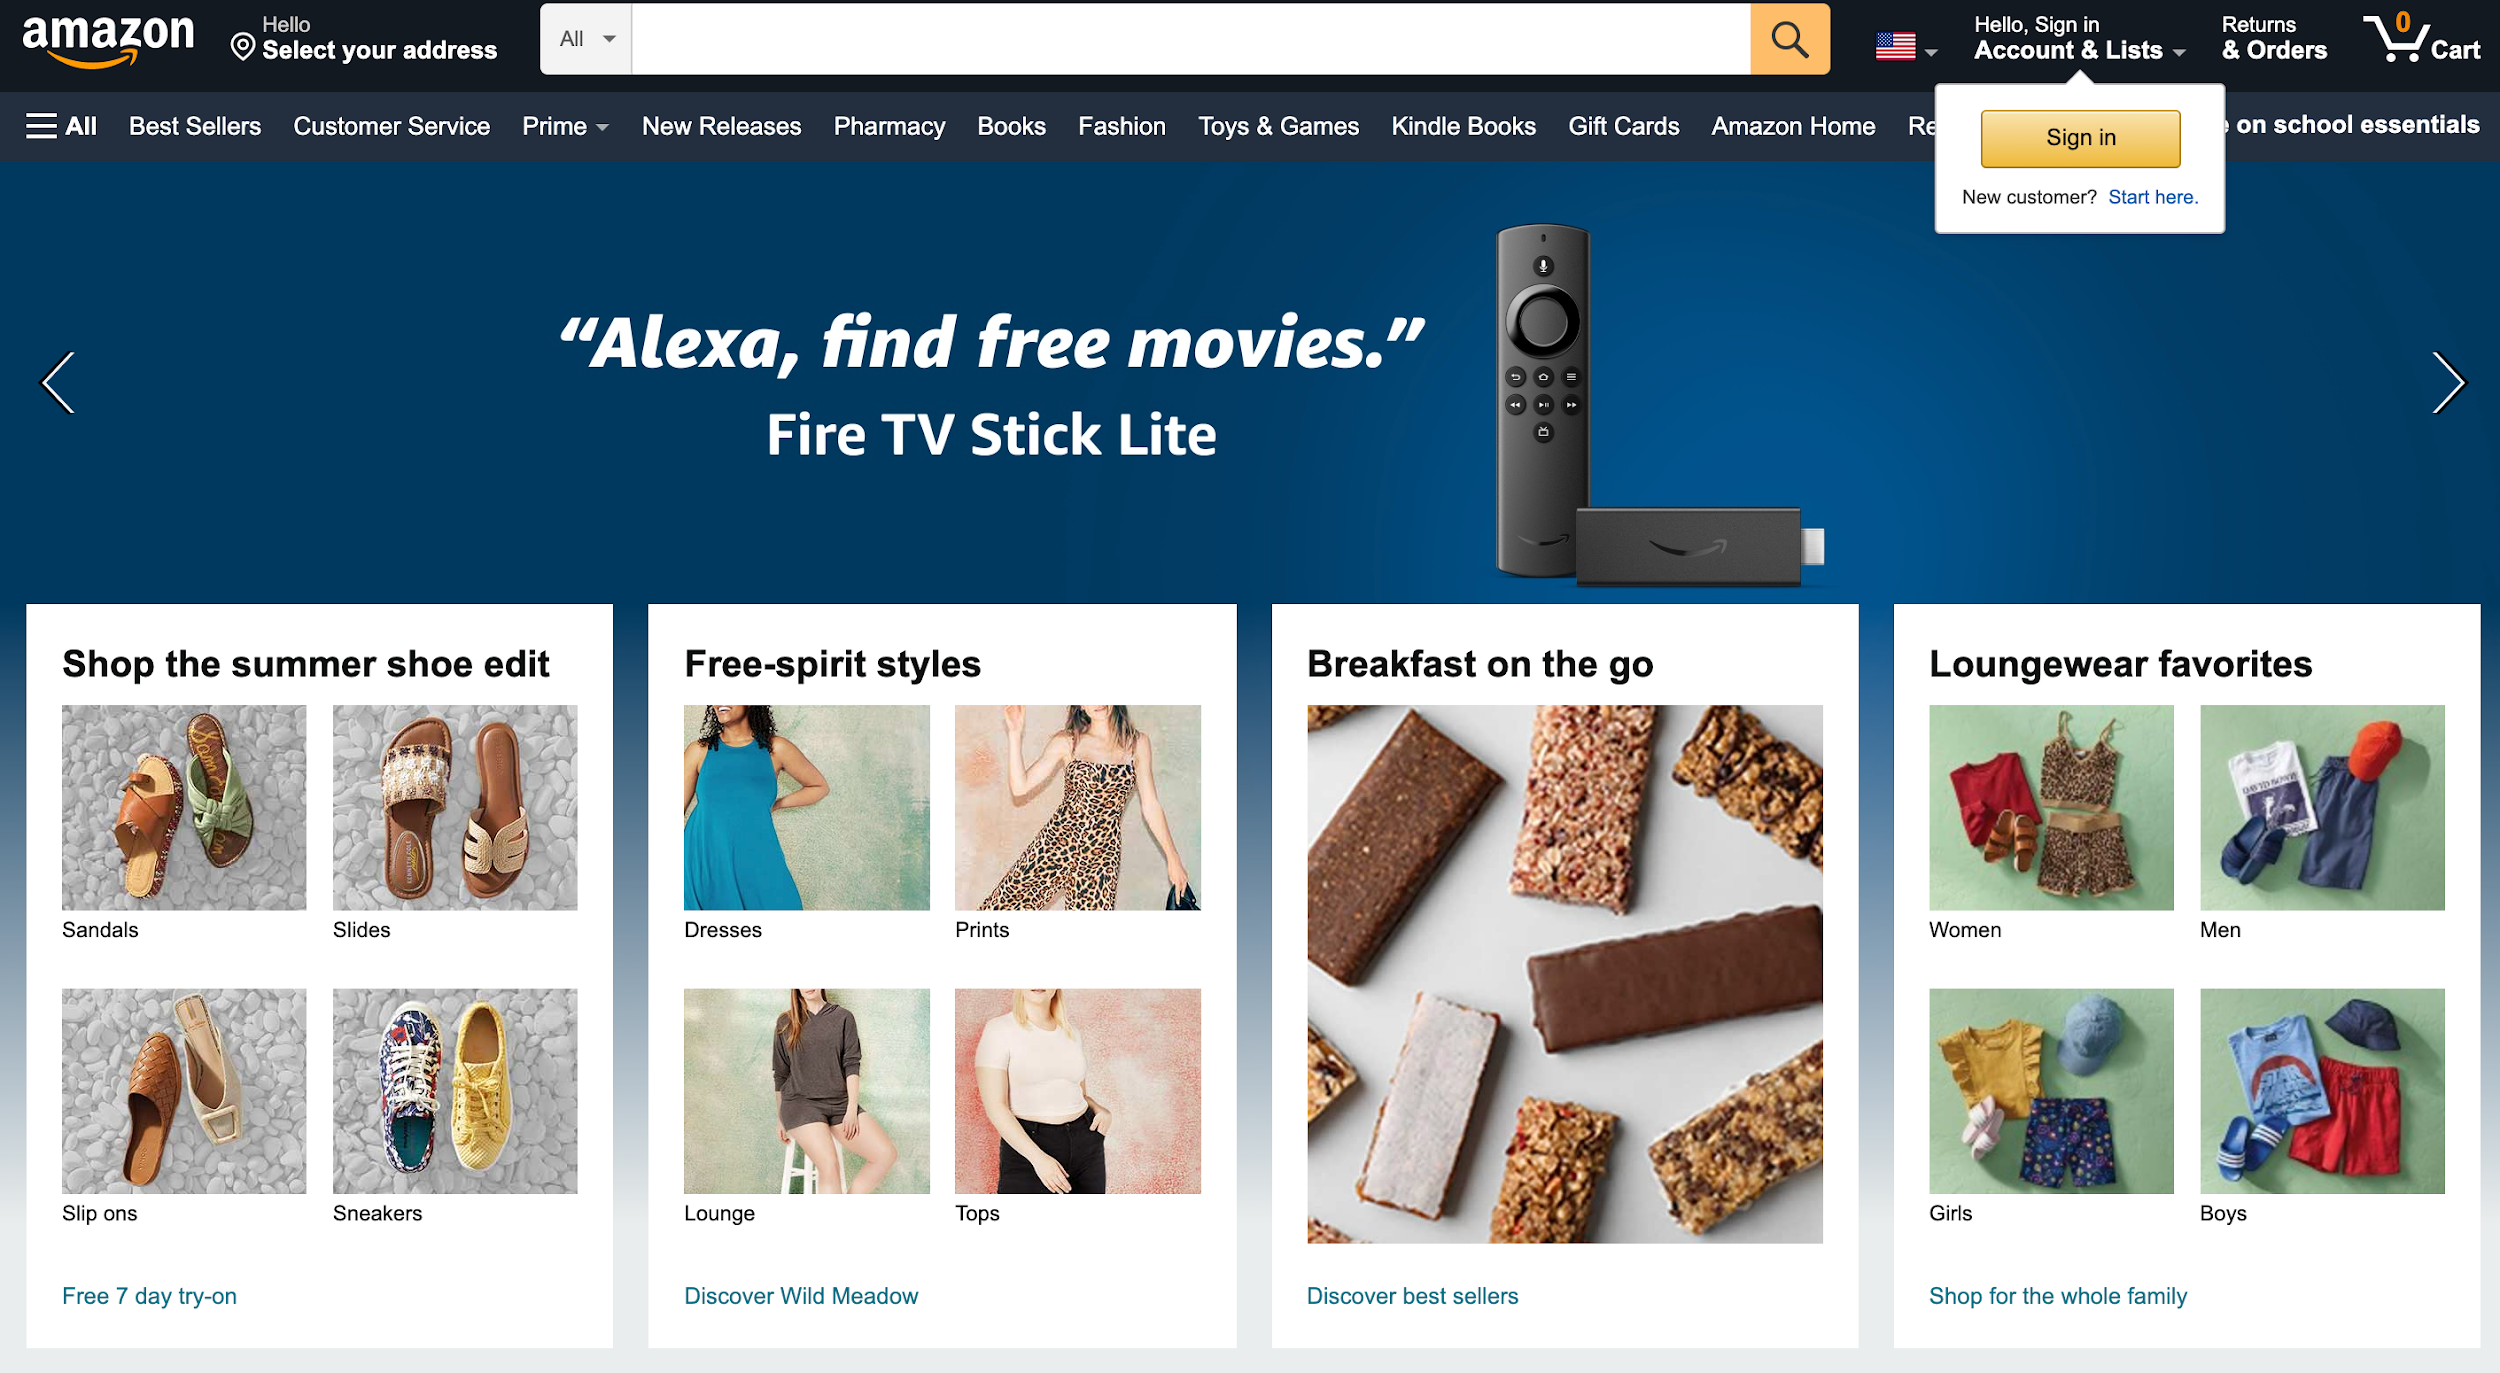 amazon
Hello
Select your address
All
Hello, Sign in
Account & Lists
Returns
& Orders
0
Cart
All
Best Sellers
Customer Service
Prime
New Releases
Pharmacy
Books
Fashion
Toys & Games
Kindle Books
Gift Cards
Amazon Home
Re
e on school essentials
Sign in
New customer? Start here.
“Alexa, find free movies.”
Fire TV Stick Lite
Shop the summer shoe edit
Sandals
Slides
Slip ons
Sneakers
Free 7 day try-on
Free-spirit styles
Dresses
Prints
Lounge
Tops
Discover Wild Meadow
Breakfast on the go
Discover best sellers
Loungewear favorites
Women
Men
Girls
Boys
Shop for the whole family